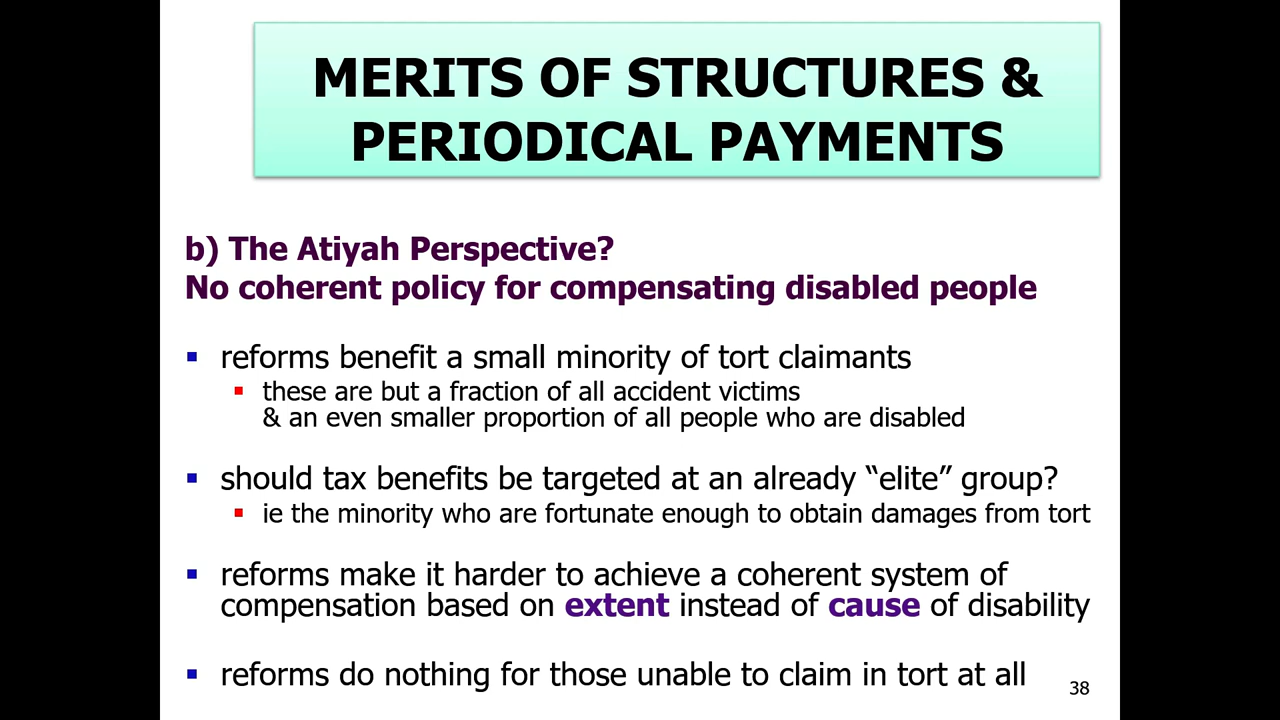 MERITS OF STRUCTURES &
PERIODICAL PAYMENTS
b) The Atiyah Perspective?
No coherent policy for compensating disabled people
▪ reforms benefit a small minority of tort claimants
▪ these are but a fraction of all accident victims
& an even smaller proportion of all people who are disabled
▪ should tax benefits be targeted at an already “elite” group?
▪ ie the minority who are fortunate enough to obtain damages from tort
▪ reforms make it harder to achieve a coherent system of
compensation based on extent instead of cause of disability
▪ reforms do nothing for those unable to claim in tort at all
38